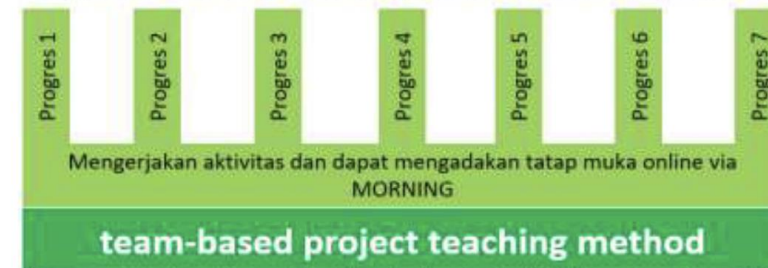 Progres 1
Progres 2
Progres 3
Progres 4
Progres 5
Progres 6
Progres 7
Mengerjakan aktivitas dan dapat mengadakan tatap muka online via
MORNING
team-based project teaching method